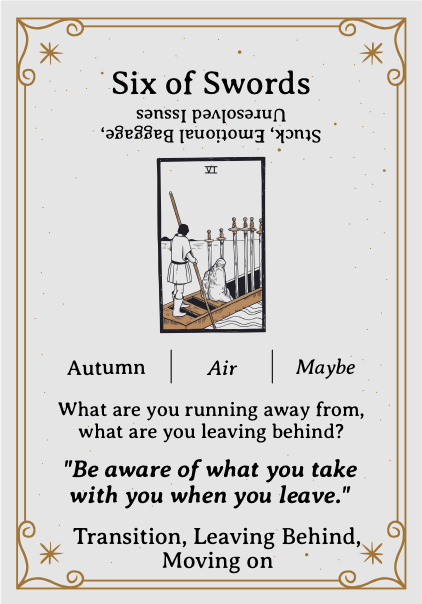 Six of Swords
Stuck, Emotional Baggage,
Unresolved Issues
VI
Autumn | Air | Maybe
What are you running away from,
what are you leaving behind?
"Be aware of what you take
with you when you leave."
Transition, Leaving Behind,
Moving on